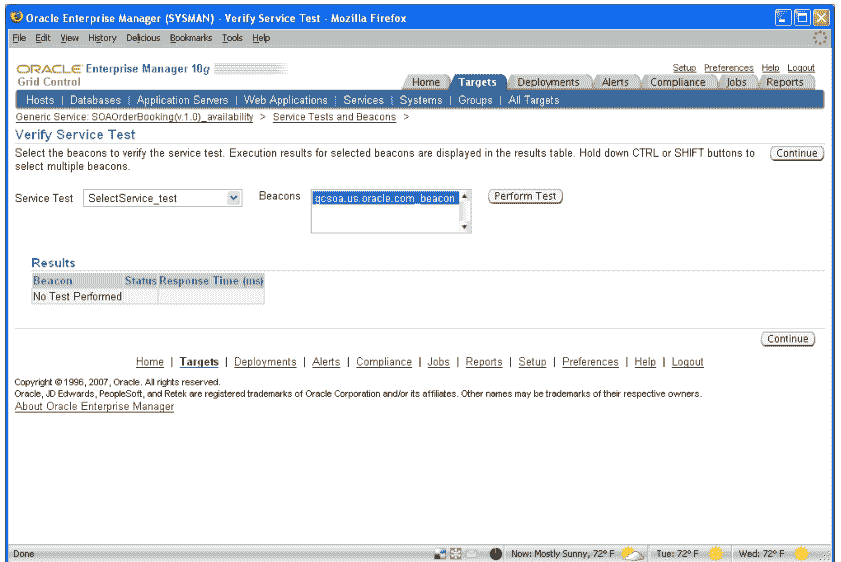 Oracle Enterprise Manager (SYSMAN) - Verify Service Test - Mozilla Firefox
File Edit View History Delicious Bookmarks Tools Help
ORACLE Enterprise Manager 10g
Setup Preferences Help Logout
Grid Control
Home Targets Deployments Alerts Compliance Jobs Reports
Hosts | Databases | Application Servers | Web Applications | Services | Systems | Groups | All Targets
Generic Service: SOAOrderBooking(v.1.0)_availability > Service Tests and Beacons >
Verify Service Test
Select the beacons to verify the service test. Execution results for selected beacons are displayed in the results table. Hold down CTRL or SHIFT buttons to
select multiple beacons.
Continue
Service Test SelectService_test Beacons gcsoa.us.oracle.com_beacon Perform Test
Results
Beacon Status Response Time (ms)
No Test Performed
Continue
Home | Targets | Deployments | Alerts | Compliance | Jobs | Reports | Setup | Preferences | Help | Logout
Copyright © 1996, 2007, Oracle. All rights reserved.
Oracle, JD Edwards, PeopleSoft, and Retek are registered trademarks of Oracle Corporation and/or its affiliates. Other names may be trademarks of their respective owners.
About Oracle Enterprise Manager
Done Now: Mostly Sunny, 72° F Tue: 72° F Wed: 72° F